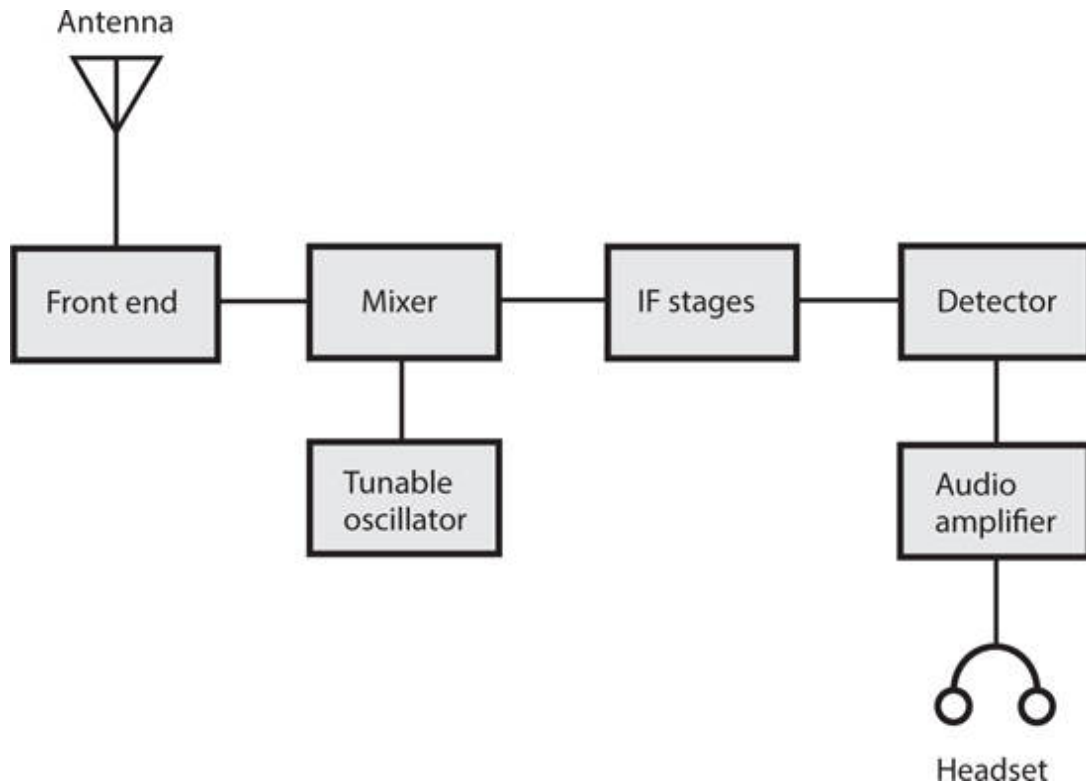 Antenna
Front end
Mixer
IF stages
Detector
Tunable
oscillator
Audio
amplifier
Headset